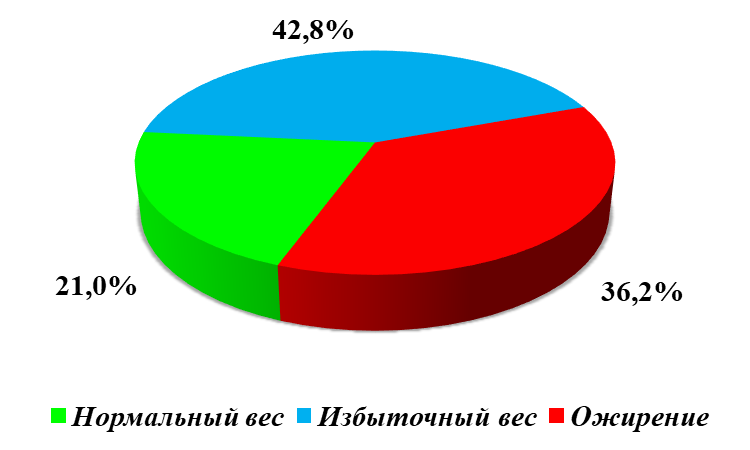 42,8%
21,0%
36,2%
Нормальный вес Избыточный вес Ожирение